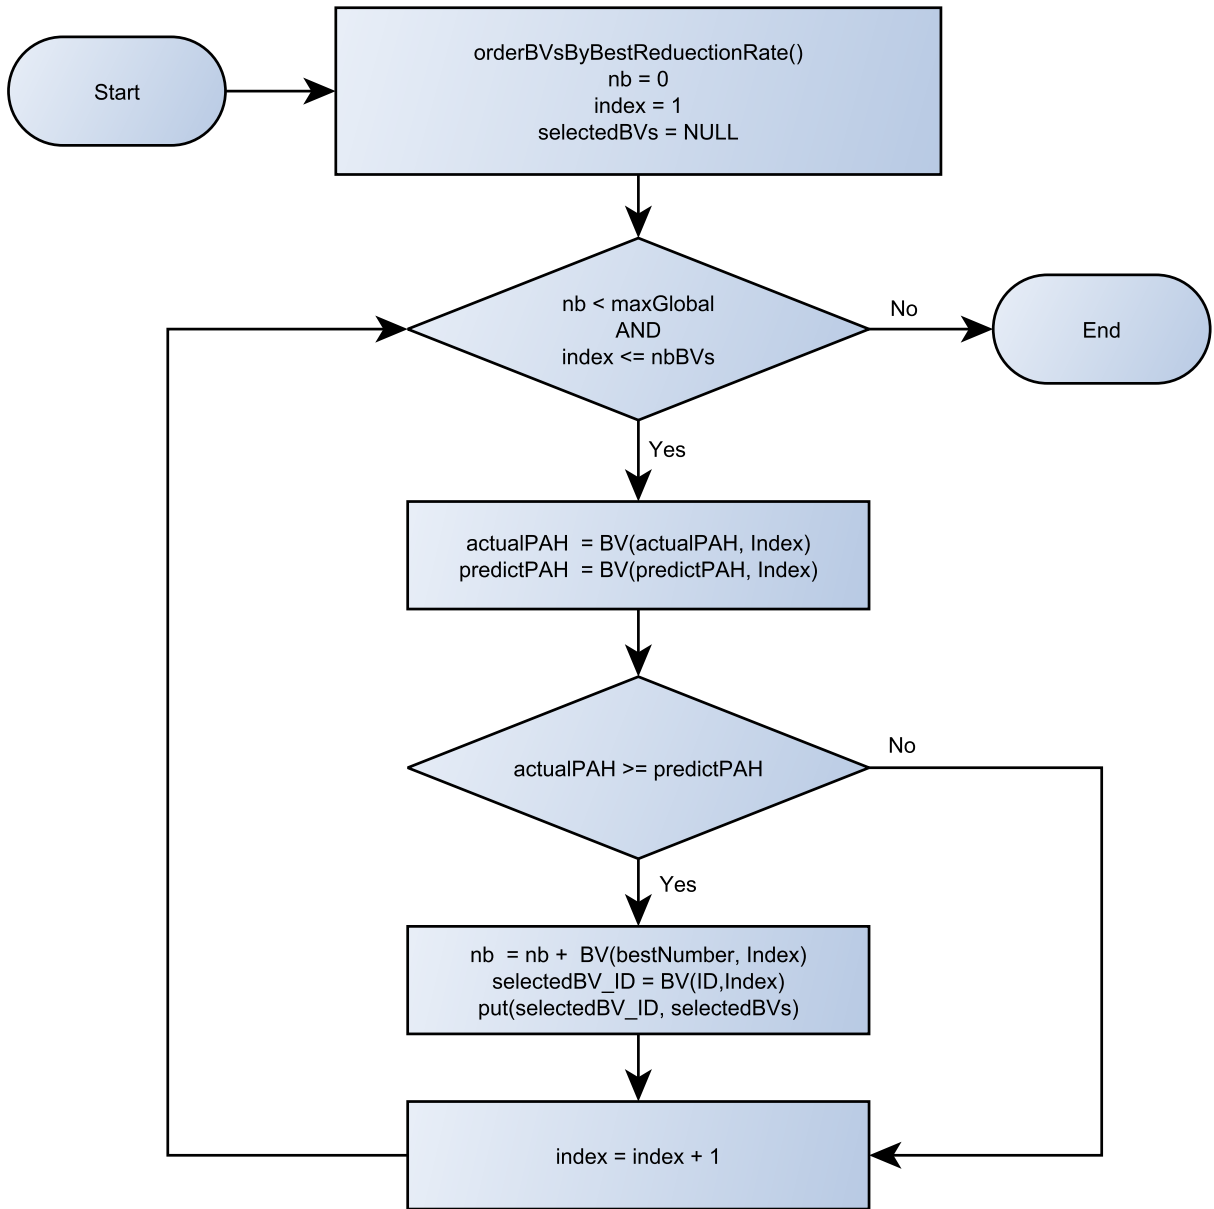 Start
orderBVsByBestReduectionRate()
nb = 0
index = 1
selectedBVs = NULL
nb < maxGlobal
AND
index <= nbBVs
No
End
Yes
actualPAH  = BV(actualPAH, Index)
predictPAH  = BV(predictPAH, Index)
actualPAH >= predictPAH
No
Yes
nb  = nb +  BV(bestNumber, Index)
selectedBV_ID = BV(ID,Index)
put(selectedBV_ID, selectedBVs)
index = index + 1